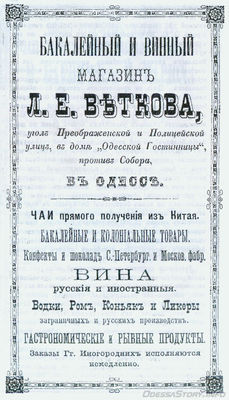 БАКАЛЕЙНЫЙ И ВИННЫЙ
МАГАЗИНЪ
Л. Е. ВѢТКОВА,
уголъ Преображенской и Полицейской
улицъ, въ домѣ „Одесской Гостинницы“,
противъ Собора,
ВЪ ОДЕССѢ.
ЧАИ прямого полученія изъ Китая.
БАКАЛЕЙНЫЕ И КОЛОНІАЛЬНЫЕ ТОВАРЫ.
Конфекты и шоколадъ С.-Петербург. и Москов. фабр.
ВИНА
русскія и иностранныя.
Водки, Ромъ, Коньякъ и Ликеры
заграничныхъ и русскихъ производствъ.
ГАСТРОНОМИЧЕСКІЕ и РЫБНЫЕ ПРОДУКТЫ.
Заказы Гг. Иногородныхъ исполняются
немедленно.
OdessaStory.info